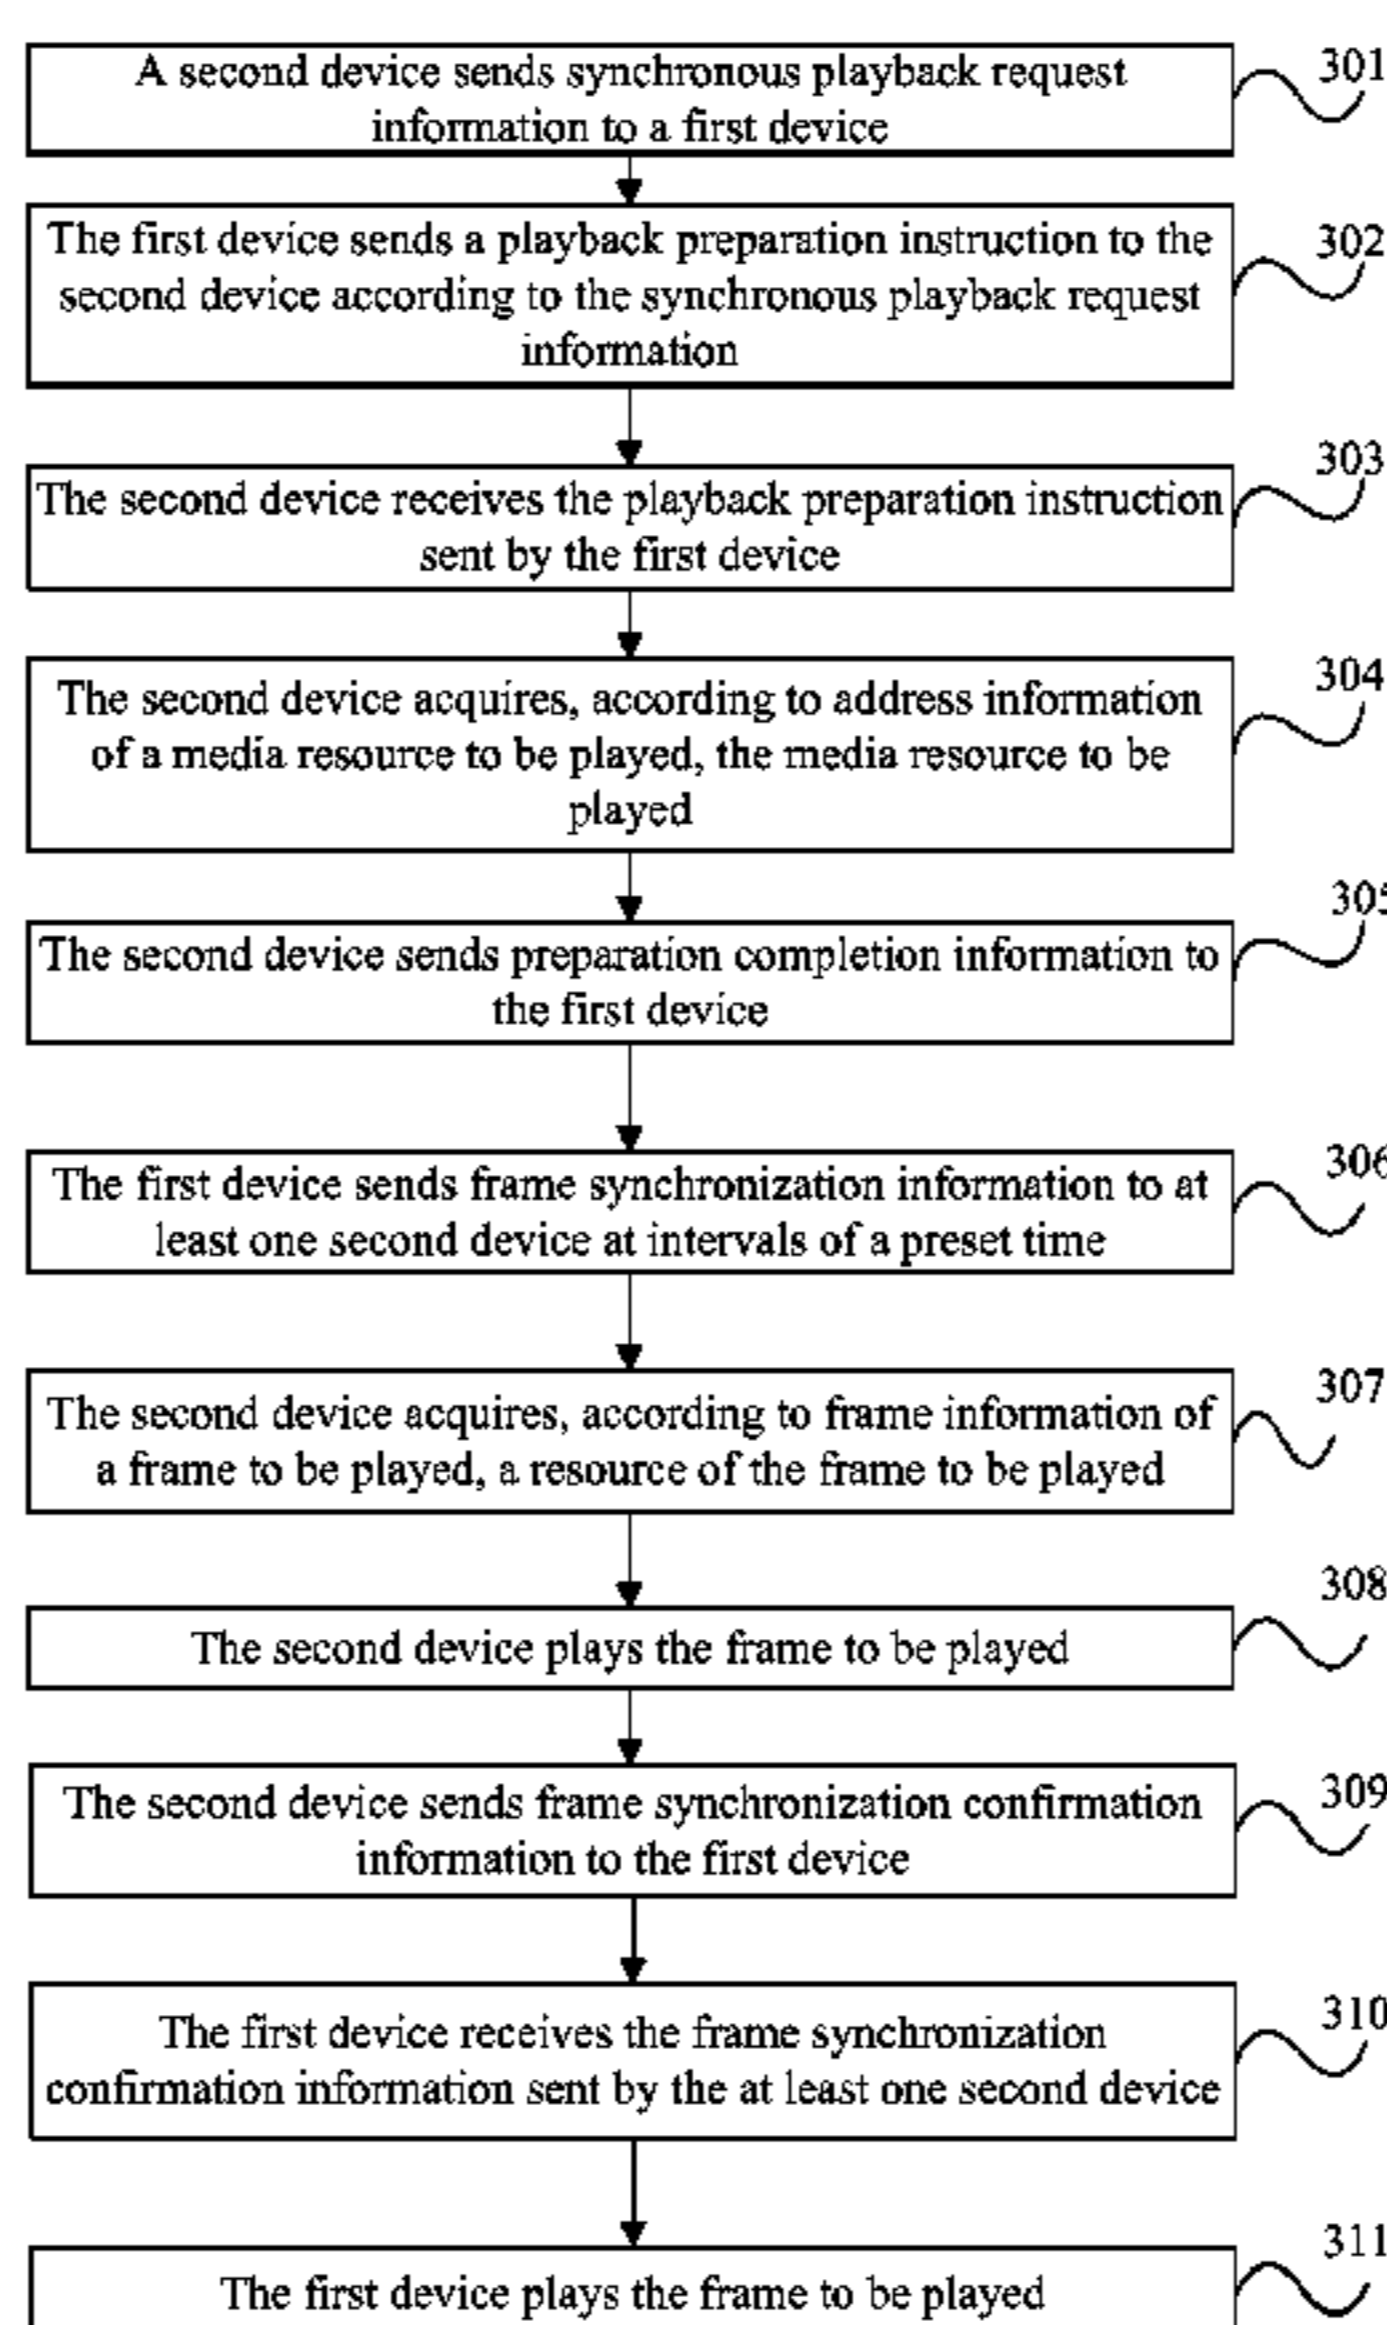 A second device sends synchronous playback request
information to a first device
301
The first device sends a playback preparation instruction to the
second device according to the synchronous playback request
information
302
The second device receives the playback preparation instruction
sent by the first device
303
The second device acquires, according to address information
of a media resource to be played, the media resource to be
played
304
The second device sends preparation completion information to
the first device
305
The first device sends frame synchronization information to at
least one second device at intervals of a preset time
306
The second device acquires, according to frame information of
a frame to be played, a resource of the frame to be played
307
The second device plays the frame to be played
308
The second device sends frame synchronization confirmation
information to the first device
309
The first device receives the frame synchronization
confirmation information sent by the at least one second device
310
The first device plays the frame to be played
311